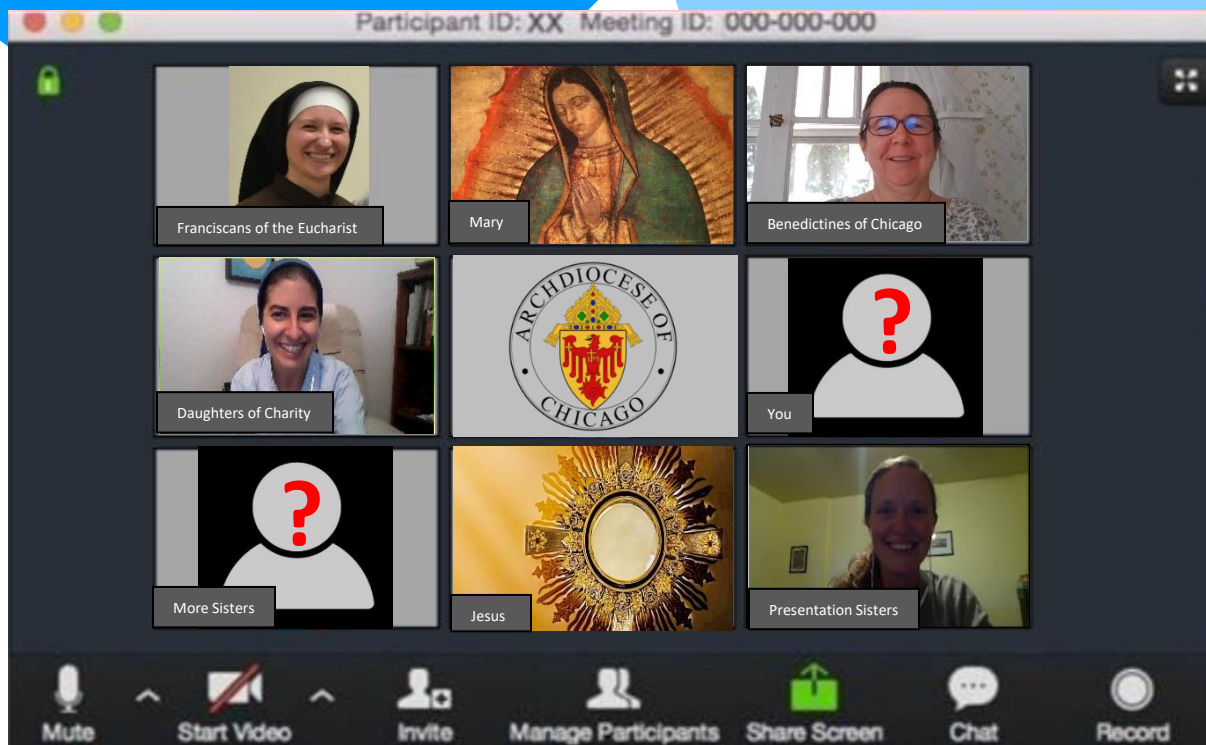 Participant ID: XX Meeting ID: 000-000-000
Franciscans of the Eucharist
Mary
Benedictines of Chicago
Daughters of Charity
ARCHDIOCESE OF
CHICAGO
?
You
?
More Sisters
Jesus
Presentation Sisters
Mute
Start Video
Invite
Manage Participants
Share Screen
Chat
Record